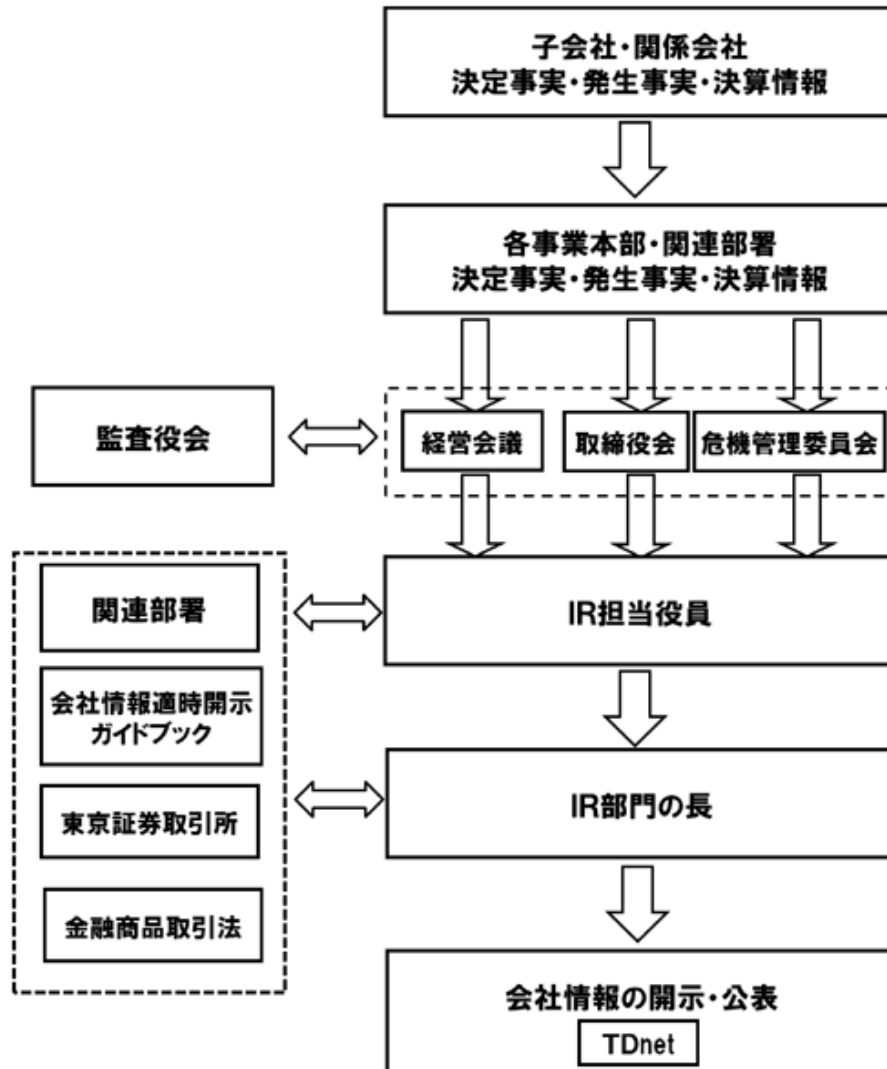 子会社・関係会社
決定事実・発生事実・決算情報
各事業本部・関連部署
決定事実・発生事実・決算情報
監査役会
経営会議
取締役会
危機管理委員会
関連部署
IR担当役員
会社情報適時開示
ガイドブック
東京証券取引所
IR部門の長
金融商品取引法
会社情報の開示・公表
TDnet